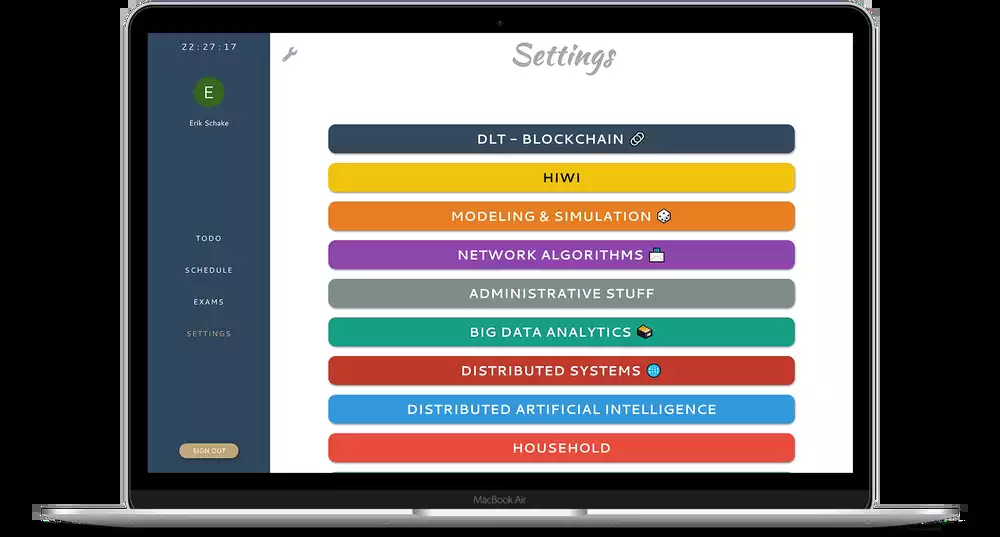 22:27:17
E
Erik Schake
TODO
SCHEDULE
EXAMS
SETTINGS
SIGN OUT
Settings
DLT - BLOCKCHAIN 🔗
HIWI
MODELING & SIMULATION 🎲
NETWORK ALGORITHMS
ADMINISTRATIVE STUFF
BIG DATA ANALYTICS
DISTRIBUTED SYSTEMS 🌐
DISTRIBUTED ARTIFICIAL INTELLIGENCE
HOUSEHOLD
MacBook Air